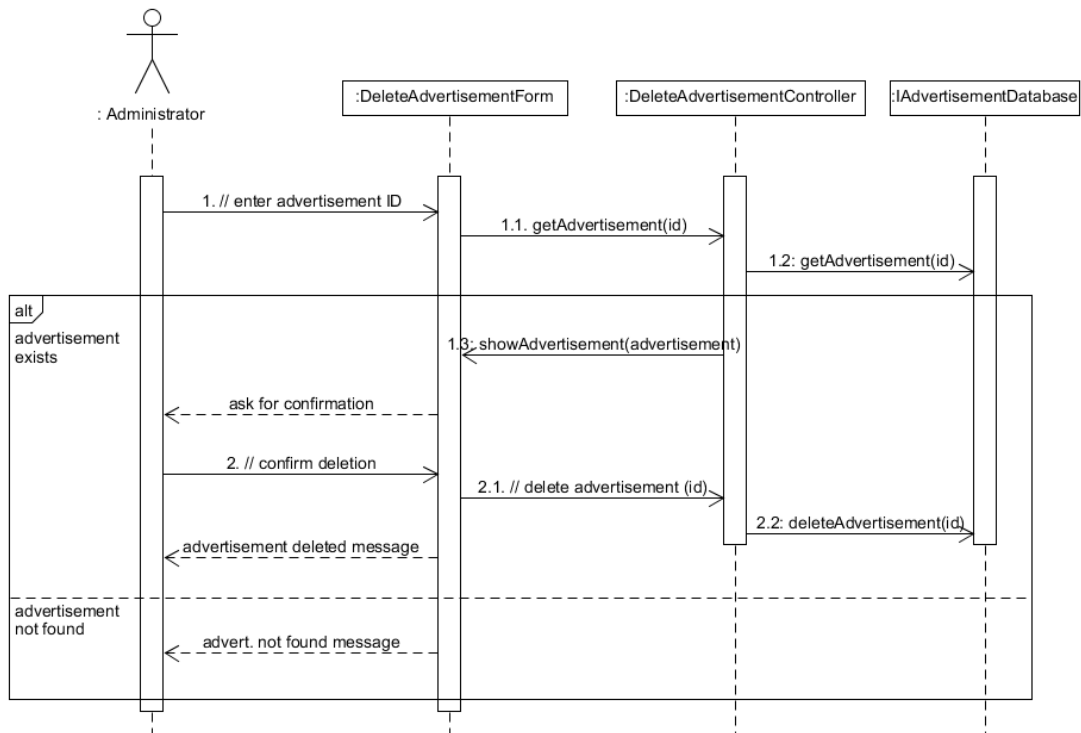 : Administrator
:DeleteAdvertisementForm
:DeleteAdvertisementController
:IAdvertisementDatabase
1. // enter advertisement ID
1.1. getAdvertisement(id)
1.2: getAdvertisement(id)
alt
advertisement
exists
1.3: showAdvertisement(advertisement)
ask for confirmation
2. // confirm deletion
2.1. // delete advertisement (id)
2.2: deleteAdvertisement(id)
advertisement deleted message
advertisement
not found
advert. not found message